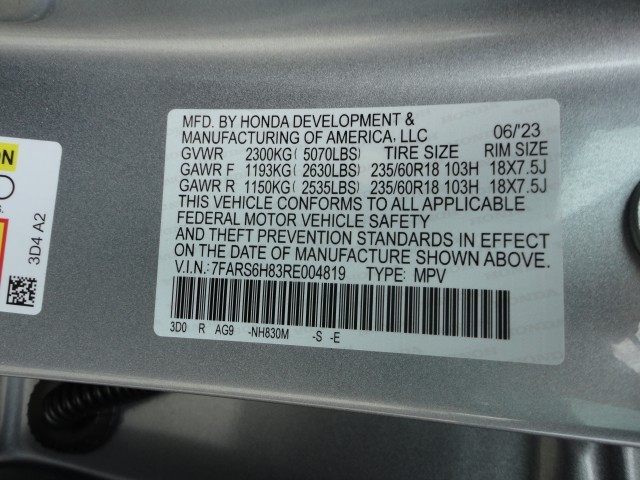 MFD. BY HONDA DEVELOPMENT &
MANUFACTURING OF AMERICA, LLC 06/'23
GVWR 2300KG( 5070LBS) TIRE SIZE RIM SIZE
GAWR F 1193KG( 2630LBS) 235/60R18 103H 18X7.5J
GAWR R 1150KG( 2535LBS) 235/60R18 103H 18X7.5J
THIS VEHICLE CONFORMS TO ALL APPLICABLE
FEDERAL MOTOR VEHICLE SAFETY
AND THEFT PREVENTION STANDARDS IN EFFECT
ON THE DATE OF MANUFACTURE SHOWN ABOVE.
V.I.N.:7FARS6H83RE004819 TYPE: MPV
3D0 R AG9 -NH830M -S -E
3D4 A2